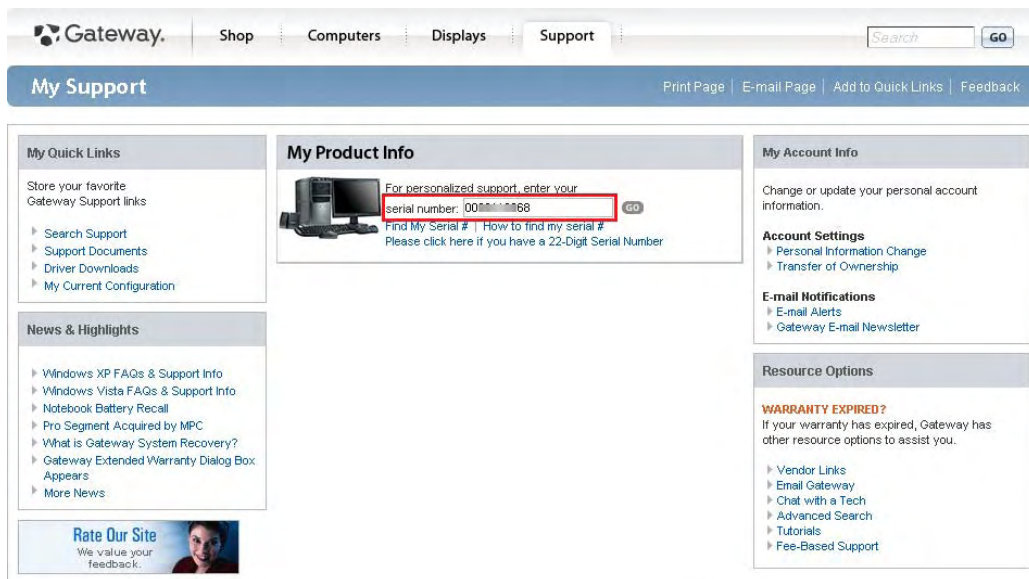 Gateway.
Shop
Computers
Displays
Support
Search
GO
My Support
Print Page | E-mail Page | Add to Quick Links | Feedback
My Quick Links
Store your favorite
Gateway Support links
Search Support
Support Documents
Driver Downloads
My Current Configuration
News & Highlights
Windows XP FAQs & Support Info
Windows Vista FAQs & Support Info
Notebook Battery Recall
Pro Segment Acquired by MPC
What is Gateway System Recovery?
Gateway Extended Warranty Dialog Box
Appears
More News
Rate Our Site
We value your
feedback.
My Product Info
For personalized support, enter your
serial number:
GO
Find My Serial # | How to find my serial #
Please click here if you have a 22-Digit Serial Number
My Account Info
Change or update your personal account
information.
Account Settings
Personal Information Change
Transfer of Ownership
E-mail Notifications
E-mail Alerts
Gateway E-mail Newsletter
Resource Options
WARRANTY EXPIRED?
If your warranty has expired, Gateway has
other resource options to assist you.
Vendor Links
Email Gateway
Chat with a Tech
Advanced Search
Tutorials
Fee-Based Support